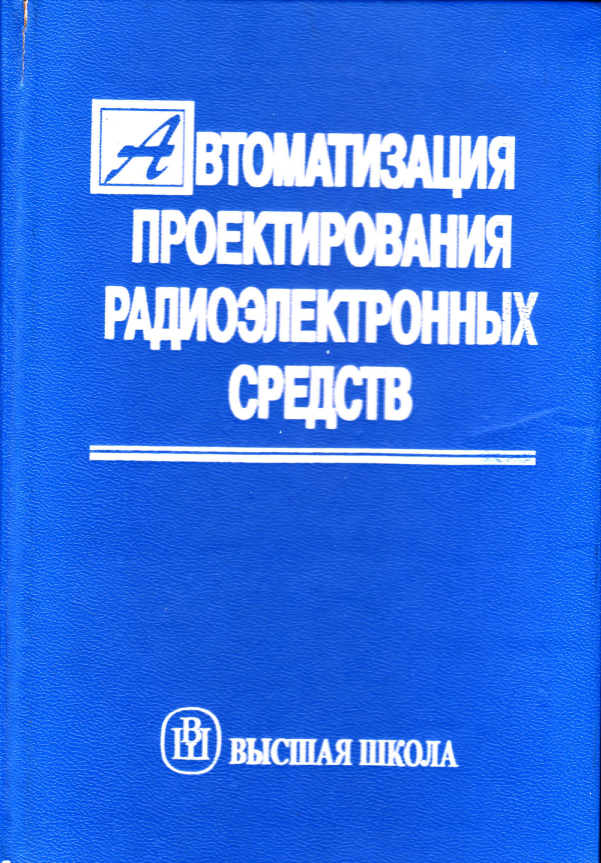 АВТОМАТИЗАЦИЯ
ПРОЕКТИРОВАНИЯ
РАДИОЭЛЕКТРОННЫХ
СРЕДСТВ
ВШ ВЫСШАЯ ШКОЛА